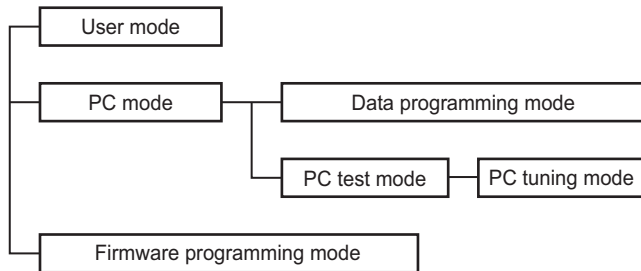 User mode
PC mode
Data programming mode
PC test mode
PC tuning mode
Firmware programming mode